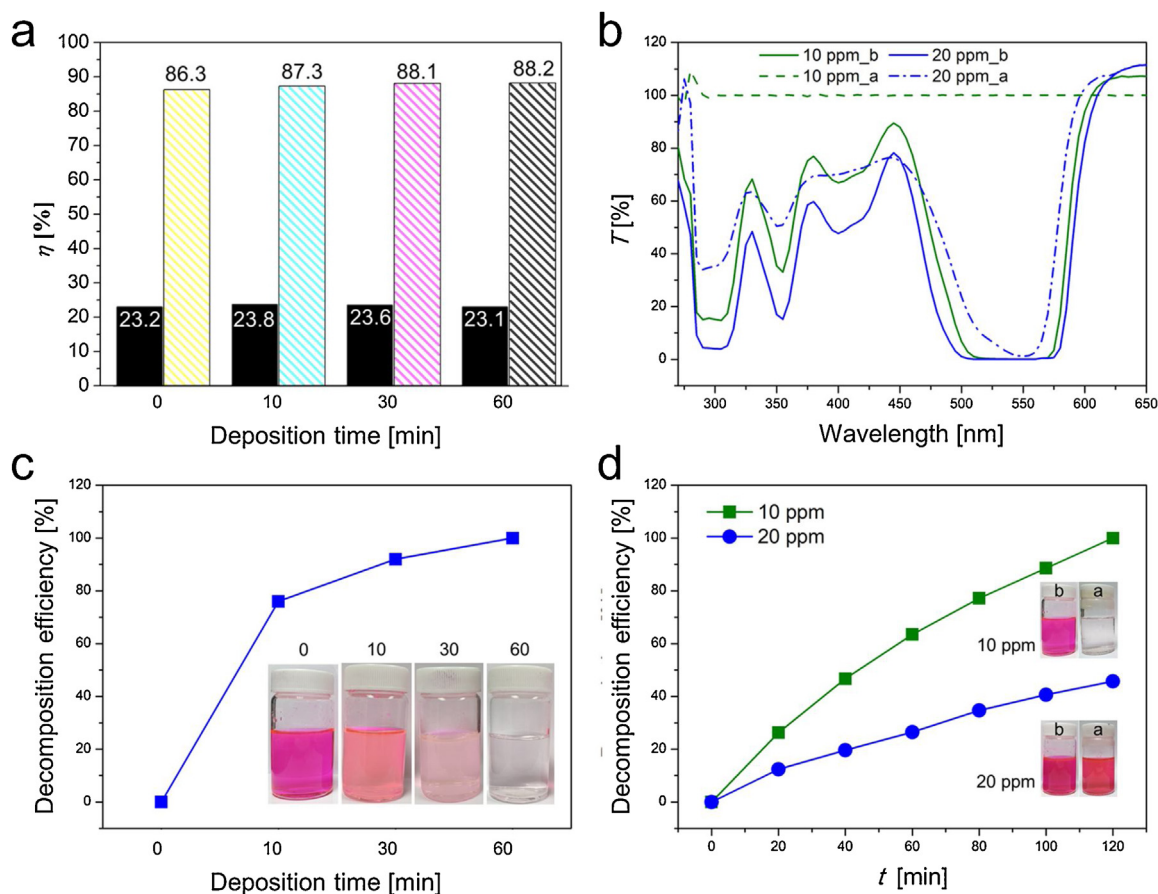 a
100
90
80
70
60
50
40
30
20
10
0
η [%]
86.3 87.3 88.1 88.2
23.2 23.8 23.6 23.1
0 10 30 60
Deposition time [min]
b
120
100
80
60
40
20
0
T [%]
10 ppm_b 20 ppm_b
10 ppm_a 20 ppm_a
300 350 400 450 500 550 600 650
Wavelength [nm]
c
120
100
80
60
40
20
0
Decomposition efficiency [%]
0 10 30 60
0 10 30 60
Deposition time [min]
d
120
100
80
60
40
20
0
Decomposition efficiency [%]
10 ppm
20 ppm
b a
10 ppm
b a
20 ppm
0 20 40 60 80 100 120
t [min]